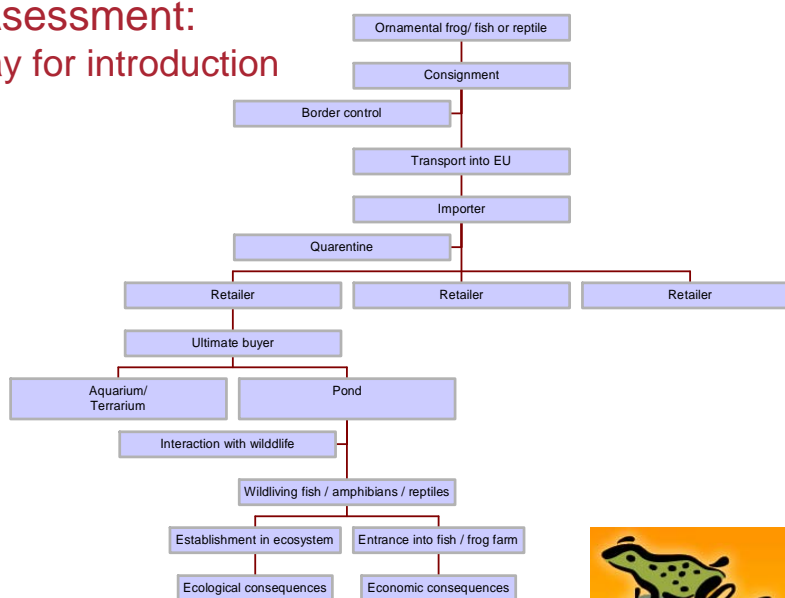 Ornamental frog/ fish or reptile
for introduction
Consignment
Border control
Transport into EU
Importer
Quarentine
Retailer
Retailer
Retailer
Ultimate buyer
Aquarium/
Terrarium
Pond
Interaction with wilddlife
Wildliving fish / amphibians / reptiles
Establishment in ecosystem
Entrance into fish / frog farm
Ecological consequences
Economic consequences